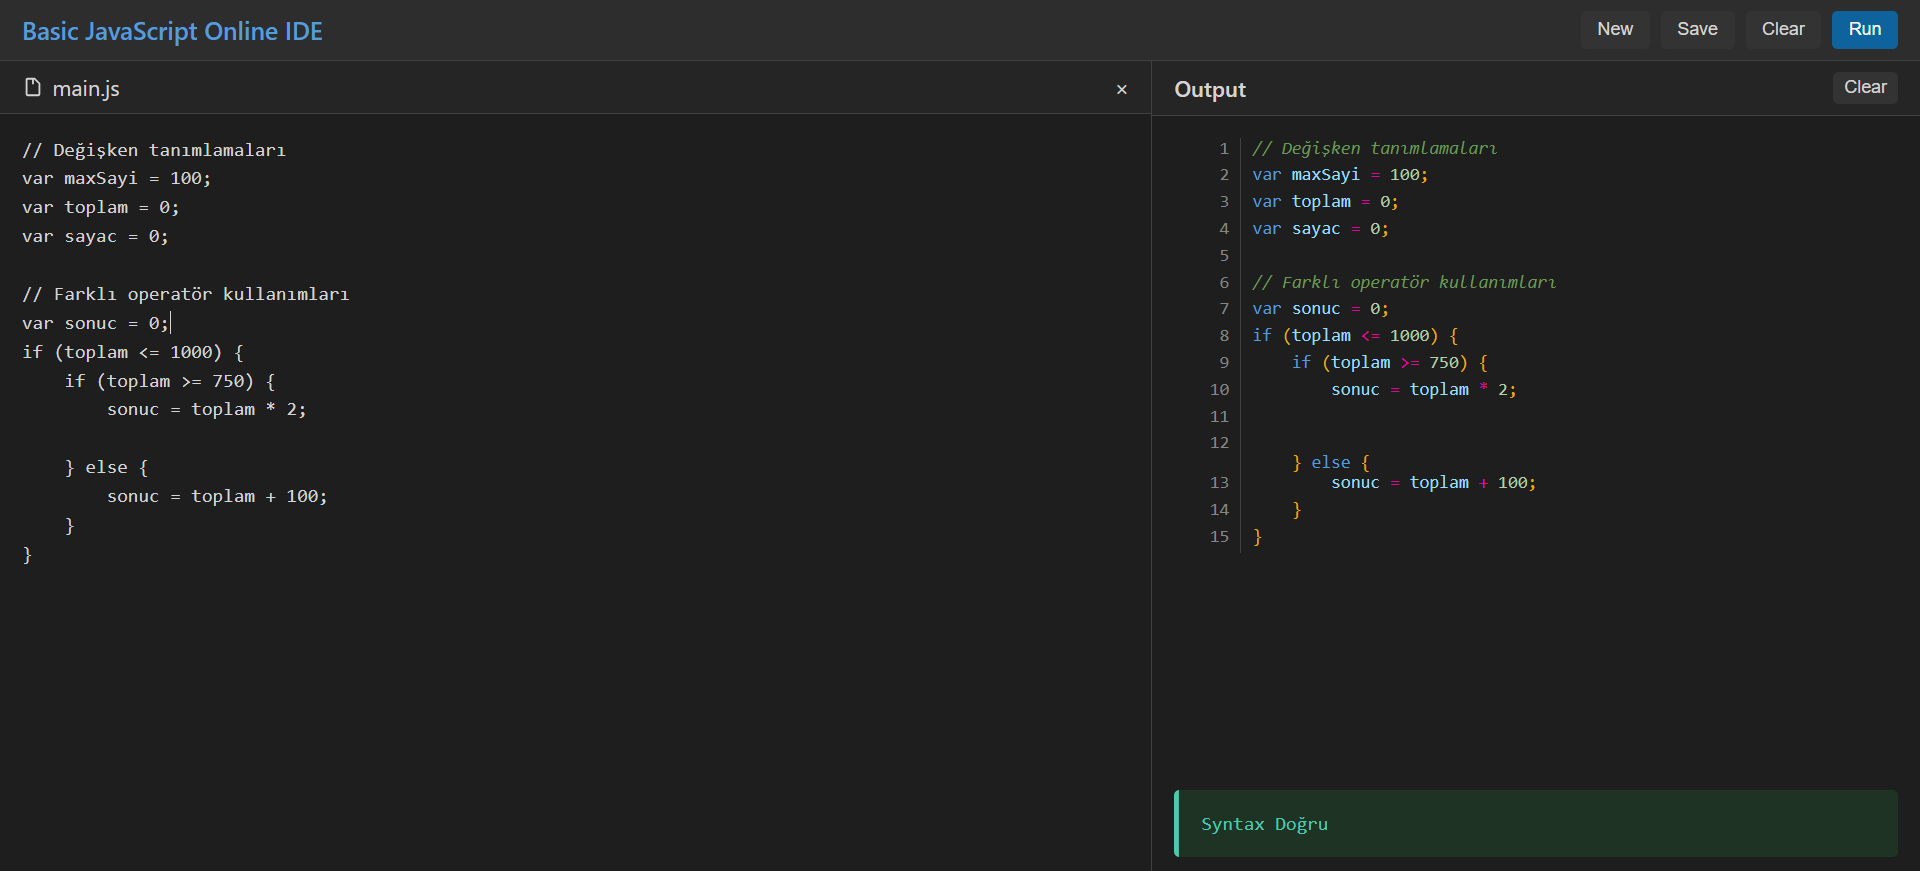 Basic JavaScript Online IDE
New Save Clear Run
main.js ×
// Değişken tanımlamaları
var maxSayi = 100;
var toplam = 0;
var sayac = 0;
// Farklı operatör kullanımları
var sonuc = 0;
if (toplam <= 1000) {
    if (toplam >= 750) {
        sonuc = toplam * 2;
    } else {
        sonuc = toplam + 100;
    }
}
Output Clear
1 // Değişken tanımlamaları
2 var maxSayi = 100;
3 var toplam = 0;
4 var sayac = 0;
5
6 // Farklı operatör kullanımları
7 var sonuc = 0;
8 if (toplam <= 1000) {
9     if (toplam >= 750) {
10         sonuc = toplam * 2;
11
12
    } else {
13         sonuc = toplam + 100;
14     }
15 }
Syntax Doğru